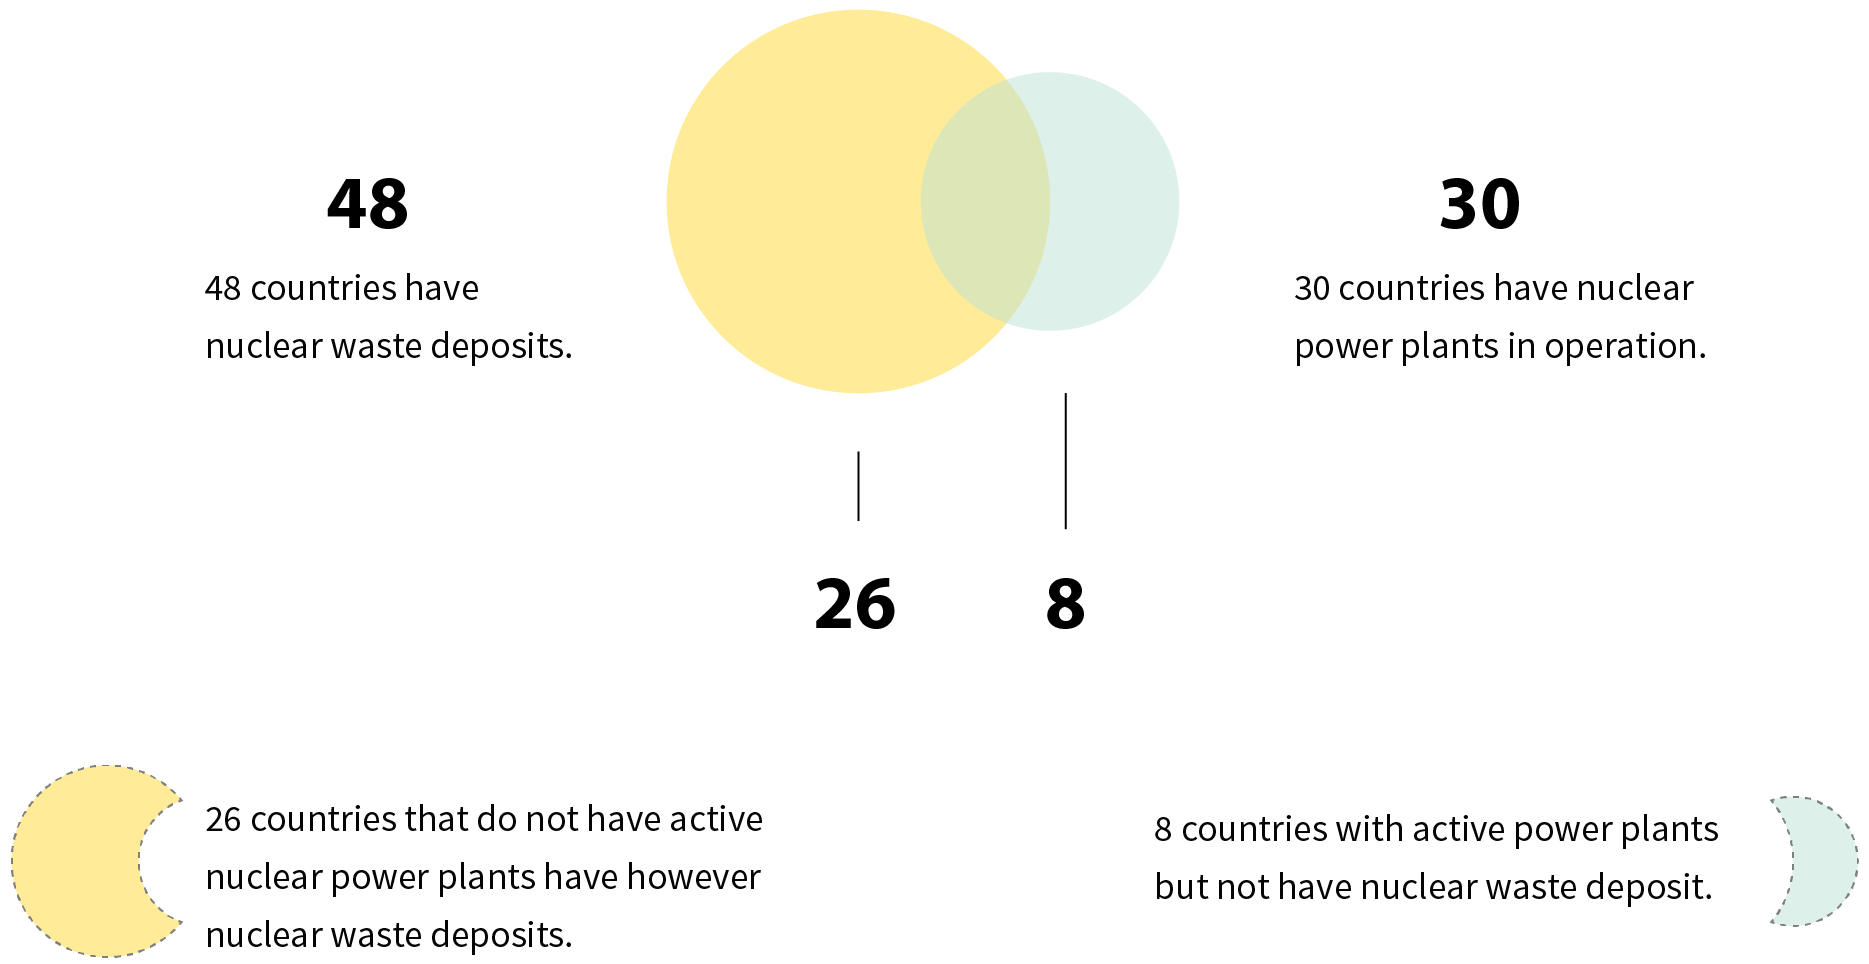 48
48 countries have
nuclear waste deposits.
30
30 countries have nuclear
power plants in operation.
26
8
26 countries that do not have active
nuclear power plants have however
nuclear waste deposits.
8 countries with active power plants
but not have nuclear waste deposit.